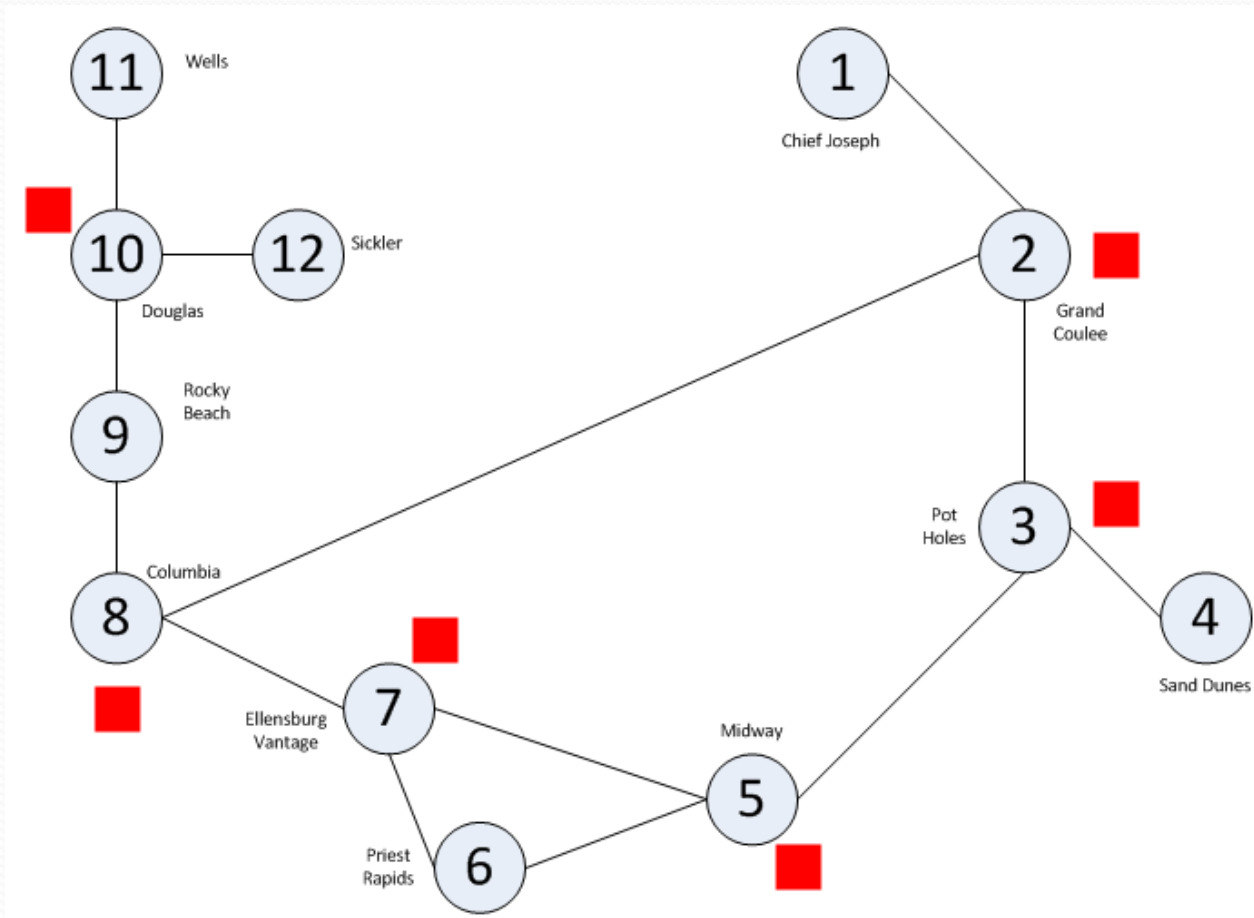 11
Wells
1
Chief Joseph
10
12
Sickler
2
Douglas
Grand
Coulee
Rocky
Beach
9
Pot
Holes
3
Columbia
8
4
Sand Dunes
Ellensburg
Vantage
7
Midway
5
Priest
Rapids
6